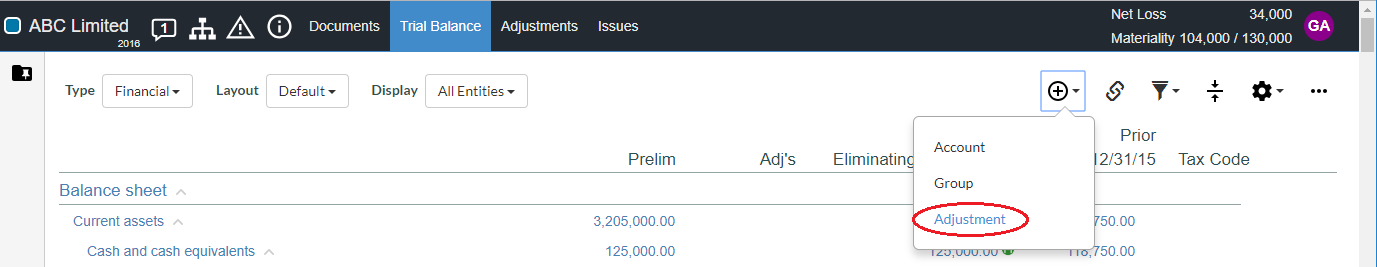 ABC Limited
2016
1
Documents Trial Balance Adjustments Issues
Net Loss 34,000
Materiality 104,000 / 130,000
GA
Type Financial Layout Default Display All Entities
Account
Group
Adjustment
Prior
Prelim Adj's Eliminating 12/31/15 Tax Code
Balance sheet
Current assets 3,205,000.00 750.00
Cash and cash equivalents 125,000.00 125,000.00 118,750.00